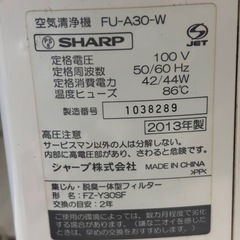 空気清浄機 FU-A30-W
SHARP
S
JET
定格電圧 100 V
定格周波数 50/60 Hz
定格消費電力 42/44W
温度ヒューズ 86℃
1038289
2013年製
高圧注意
サービスマン以外の人は分解しないで下さい。
内部に高電圧部があり、さわると危険です。
シャープ株式会社 MADE IN CHINA
>PP<
集じん・脱臭一体型フィルター
形名：FZ-Y30SF
交換の目安：2年